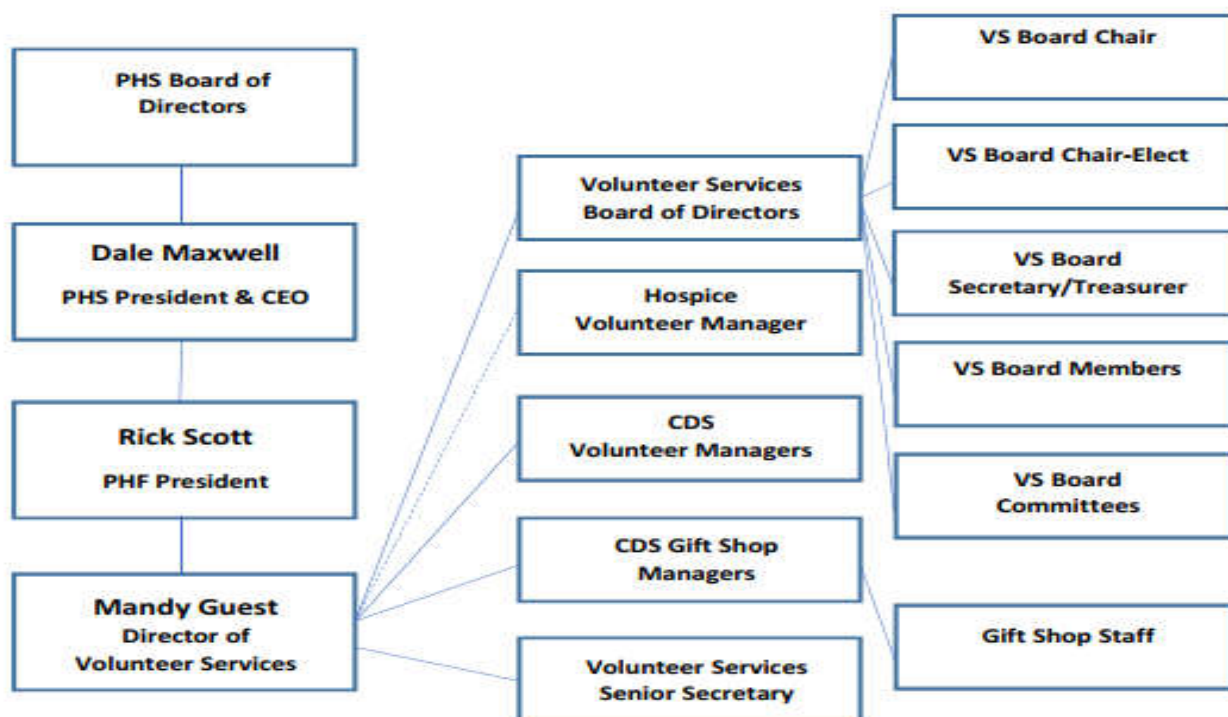 PHS Board of
Directors
Dale Maxwell
PHS President & CEO
Rick Scott
PHF President
Mandy Guest
Director of
Volunteer Services
Volunteer Services
Board of Directors
Hospice
Volunteer Manager
CDS
Volunteer Managers
CDS Gift Shop
Managers
Volunteer Services
Senior Secretary
VS Board Chair
VS Board Chair-Elect
VS Board
Secretary/Treasurer
VS Board Members
VS Board
Committees
Gift Shop Staff